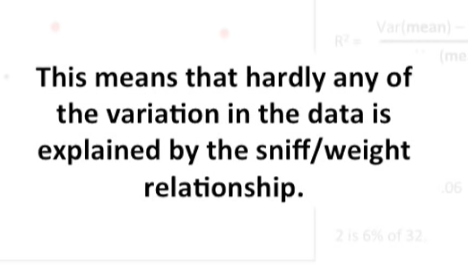 R² =
Var(mean) –
(me
This means that hardly any of
the variation in the data is
explained by the sniff/weight
relationship.
.06
2 is 6% of 32.